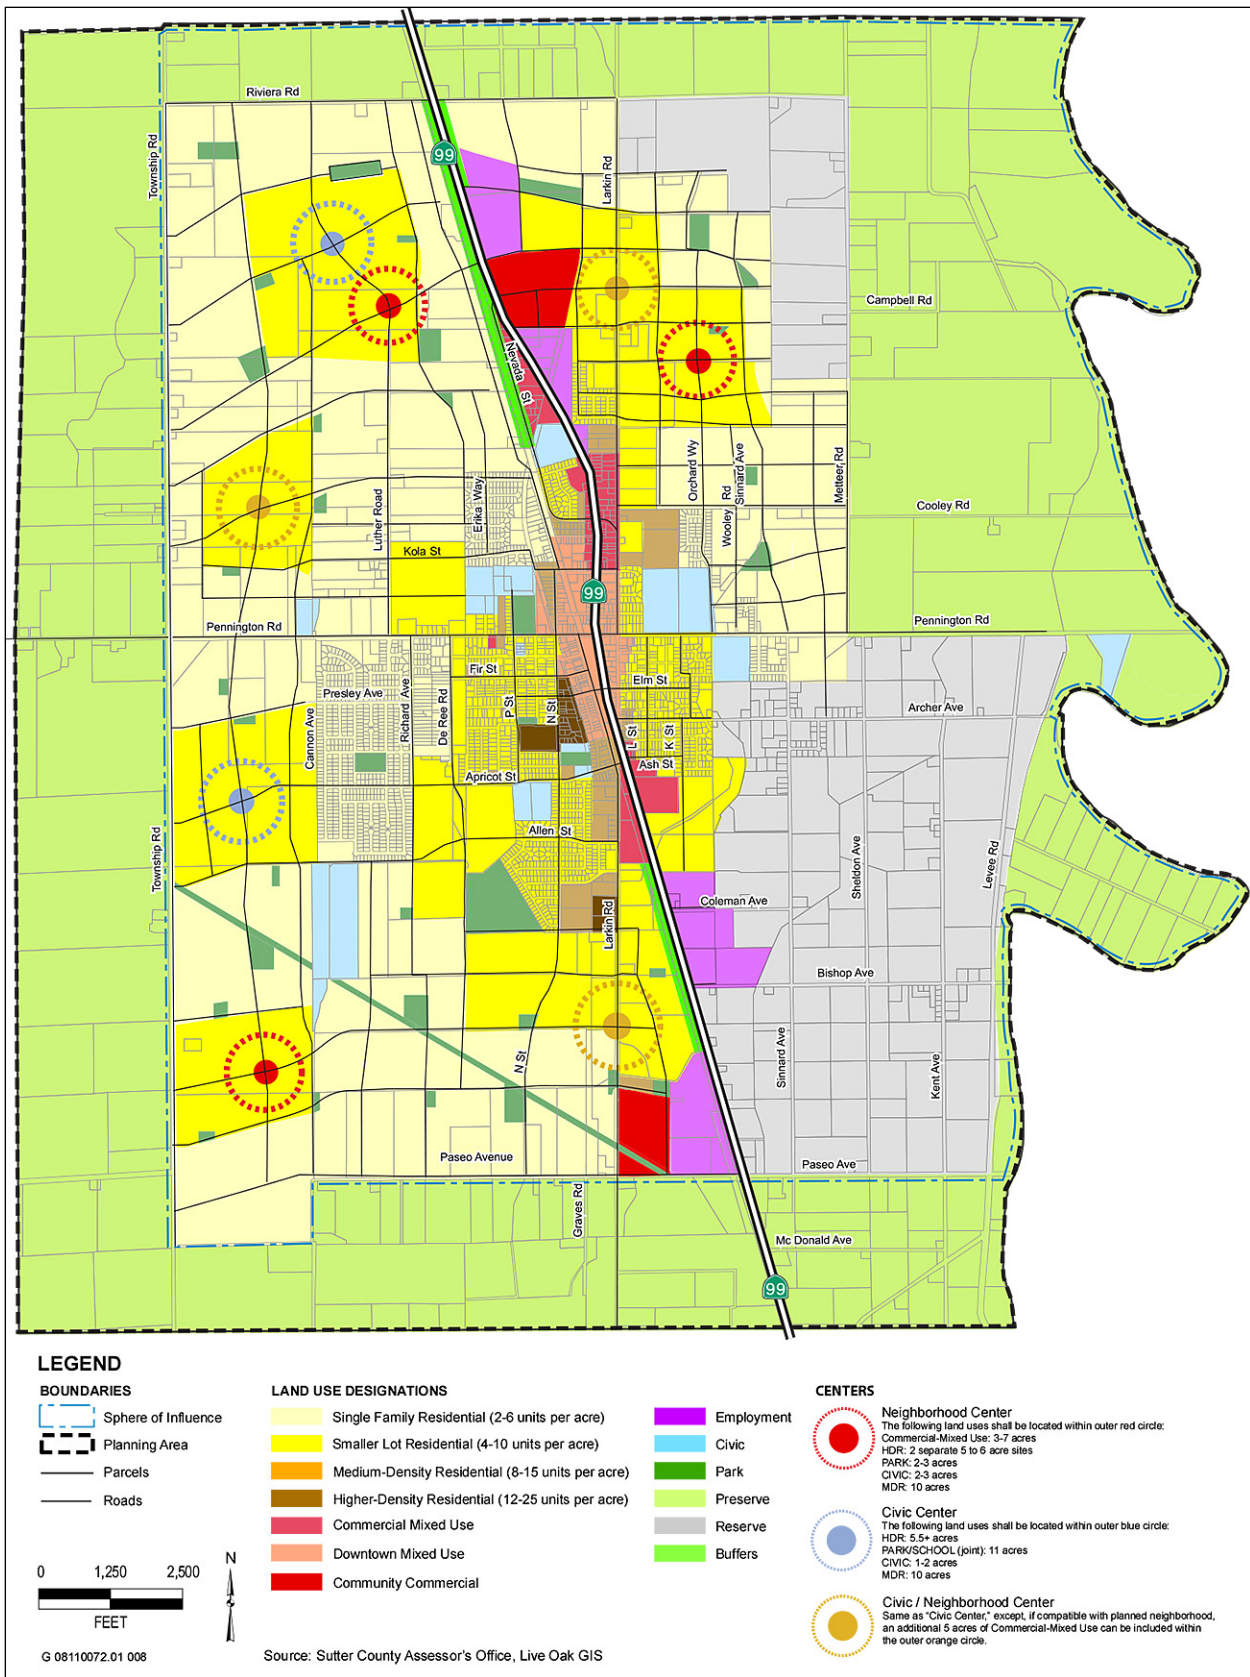 Riviera Rd
Township Rd
99
Larkin Rd
Campbell Rd
Nevada St
Orchard Wy
Sinnard Ave
Wooley Rd
Metteer Rd
Luther Road
Erika Way
Cooley Rd
Kola St
99
Pennington Rd
Pennington Rd
Fir St
Elm St
Presley Ave
Richard Ave
De Ree Rd
P St
N St
Cannon Ave
L St
K St
Archer Ave
Ash St
Apricot St
Allen St
Township Rd
Sheldon Ave
Levee Rd
Coleman Ave
Larkin Rd
Bishop Ave
N St
Sinnard Ave
Kent Ave
Paseo Avenue
Paseo Ave
Graves Rd
Mc Donald Ave
99
LEGEND
BOUNDARIES
Sphere of Influence
Planning Area
Parcels
Roads
0 1,250 2,500
FEET
N
G 08110072.01 008
LAND USE DESIGNATIONS
Single Family Residential (2-6 units per acre)
Smaller Lot Residential (4-10 units per acre)
Medium-Density Residential (8-15 units per acre)
Higher-Density Residential (12-25 units per acre)
Commercial Mixed Use
Downtown Mixed Use
Community Commercial
Employment
Civic
Park
Preserve
Reserve
Buffers
Source: Sutter County Assessor's Office, Live Oak GIS
CENTERS
Neighborhood Center
The following land uses shall be located within outer red circle:
Commercial-Mixed Use: 3-7 acres
HDR: 2 separate 5 to 6 acre sites
PARK: 2-3 acres
CIVIC: 2-3 acres
MDR: 10 acres
Civic Center
The following land uses shall be located within outer blue circle:
HDR: 5.5+ acres
PARK/SCHOOL (joint): 11 acres
CIVIC: 1-2 acres
MDR: 10 acres
Civic / Neighborhood Center
Same as "Civic Center," except, if compatible with planned neighborhood,
an additional 5 acres of Commercial-Mixed Use can be included within
the outer orange circle.